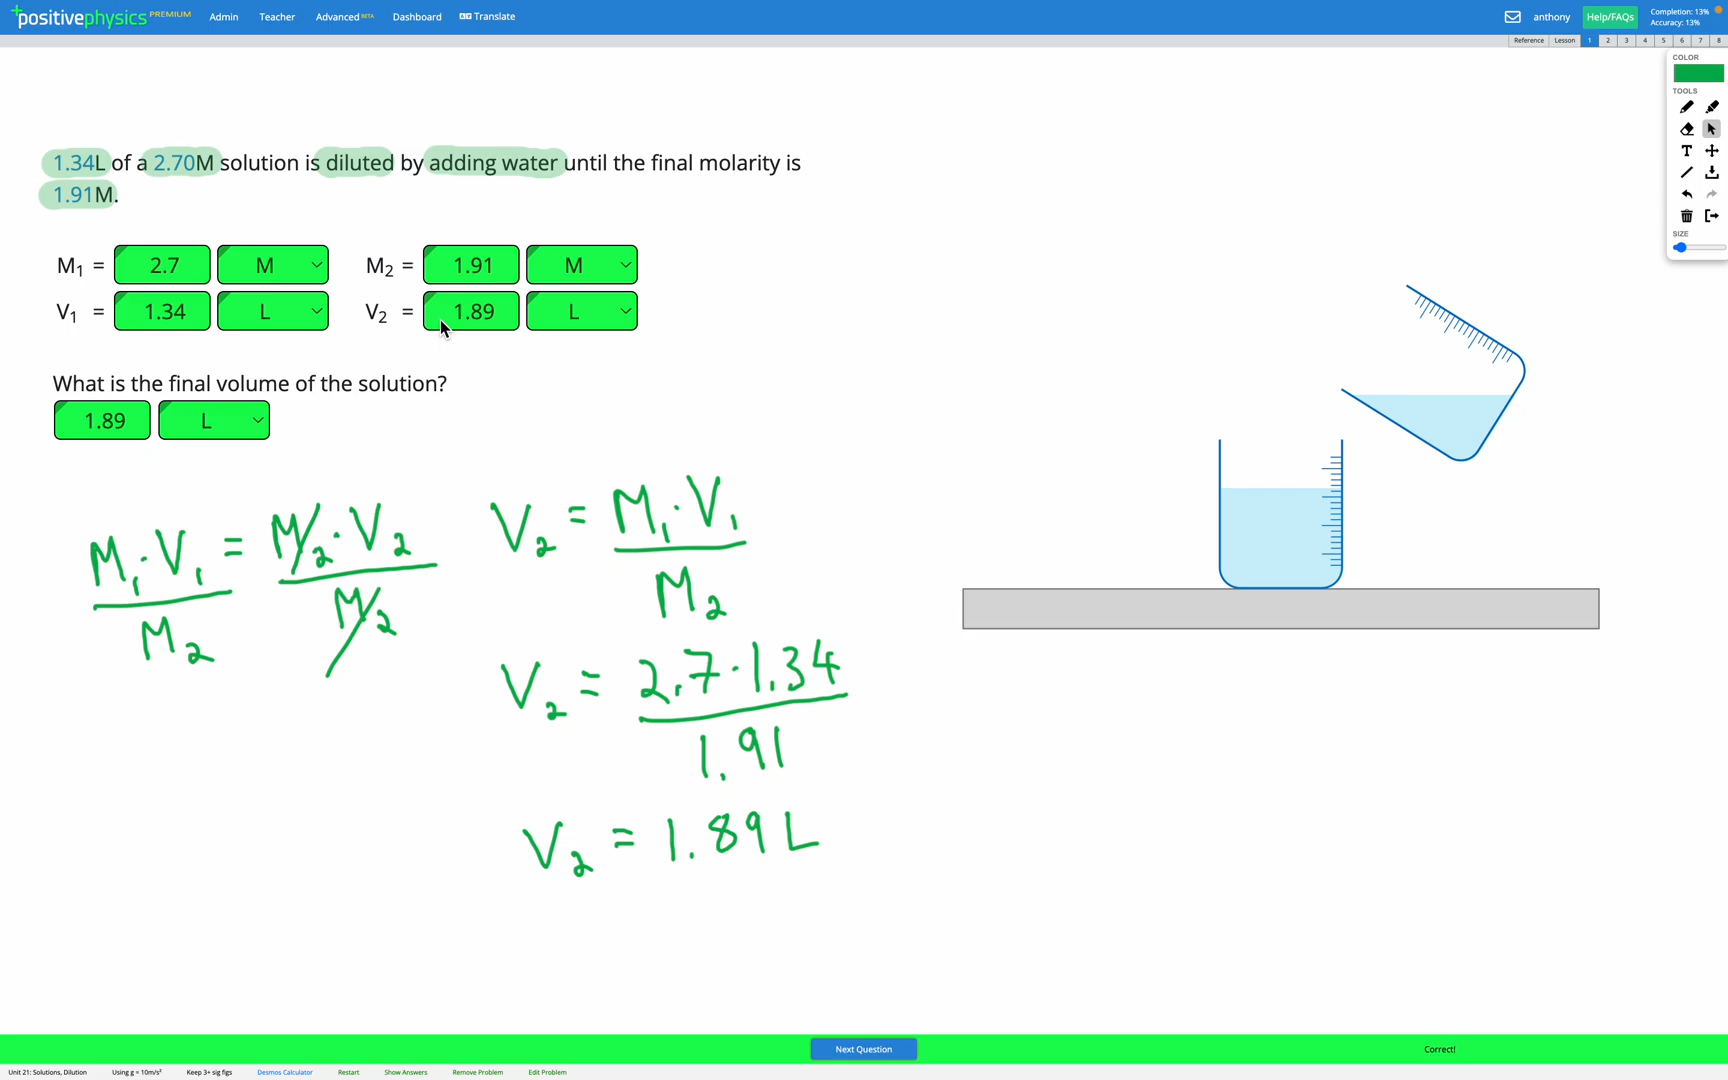 +positivephysics PREMIUM Admin Teacher Advanced BETA Dashboard Translate anthony Help/FAQs Completion: 13% Accuracy: 13%
Reference Lesson 1 2 3 4 5 6 7 8
COLOR
TOOLS
T
SIZE
1.34L of a 2.70M solution is diluted by adding water until the final molarity is
1.91M.
M₁ = 2.7 M M₂ = 1.91 M
V₁ = 1.34 L V₂ = 1.89 L
What is the final volume of the solution?
1.89 L
M₁·V₁/M₂ = M₂·V₂/M₂
V₂ = M₁·V₁/M₂
V₂ = 2.7·1.34/1.91
V₂ = 1.89 L
Next Question Correct!
Unit 21: Solutions, Dilution Using g = 10m/s² Keep 3+ sig figs Desmos Calculator Restart Show Answers Remove Problem Edit Problem